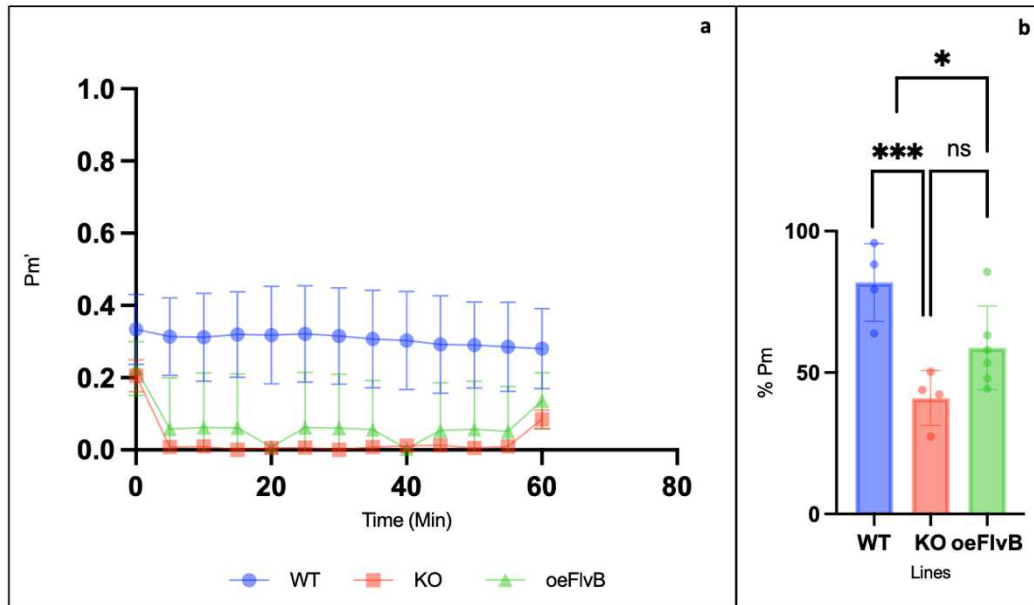 a
Pm'
1.0
0.8
0.6
0.4
0.2
0.0
0 20 40 60 80
Time (Min)
WT KO oeFlvB
b
*
*** ns
% Pm
100
50
0
WT KO oeFlvB
Lines